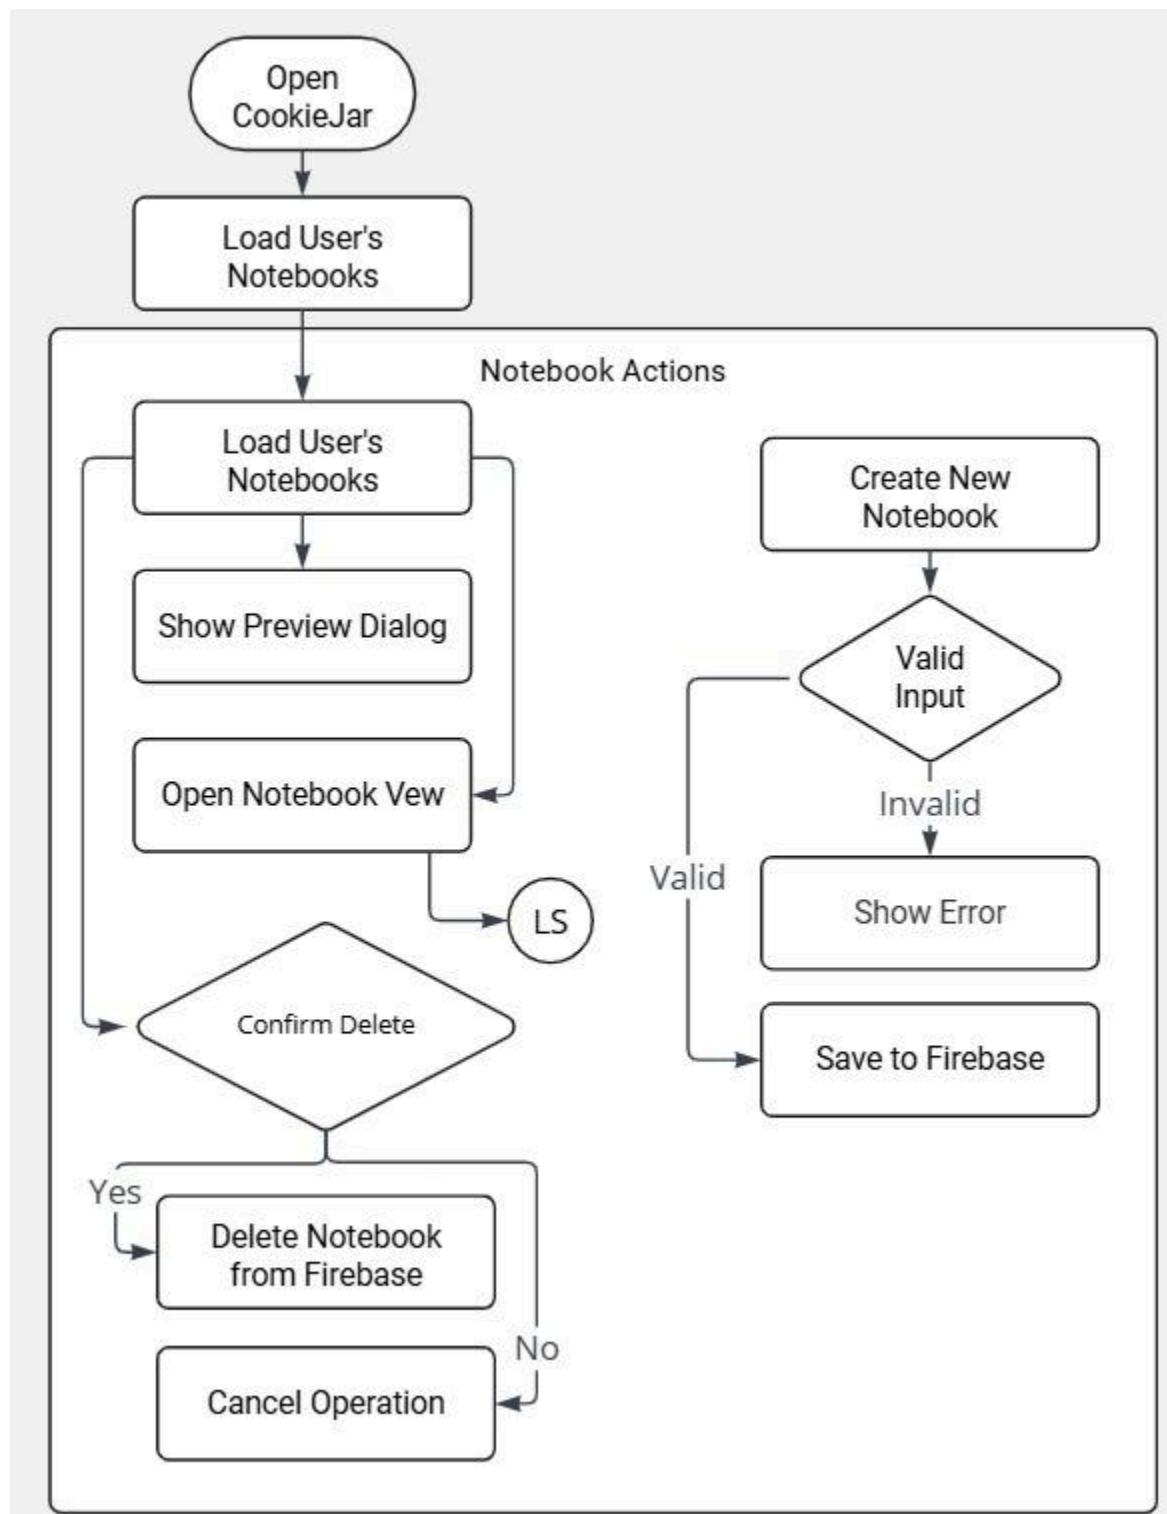 Open
CookieJar
Load User's
Notebooks
Notebook Actions
Load User's
Notebooks
Show Preview Dialog
Open Notebook Vew
LS
Confirm Delete
Yes
Delete Notebook
from Firebase
No
Cancel Operation
Create New
Notebook
Valid
Input
Invalid
Valid
Show Error
Save to Firebase